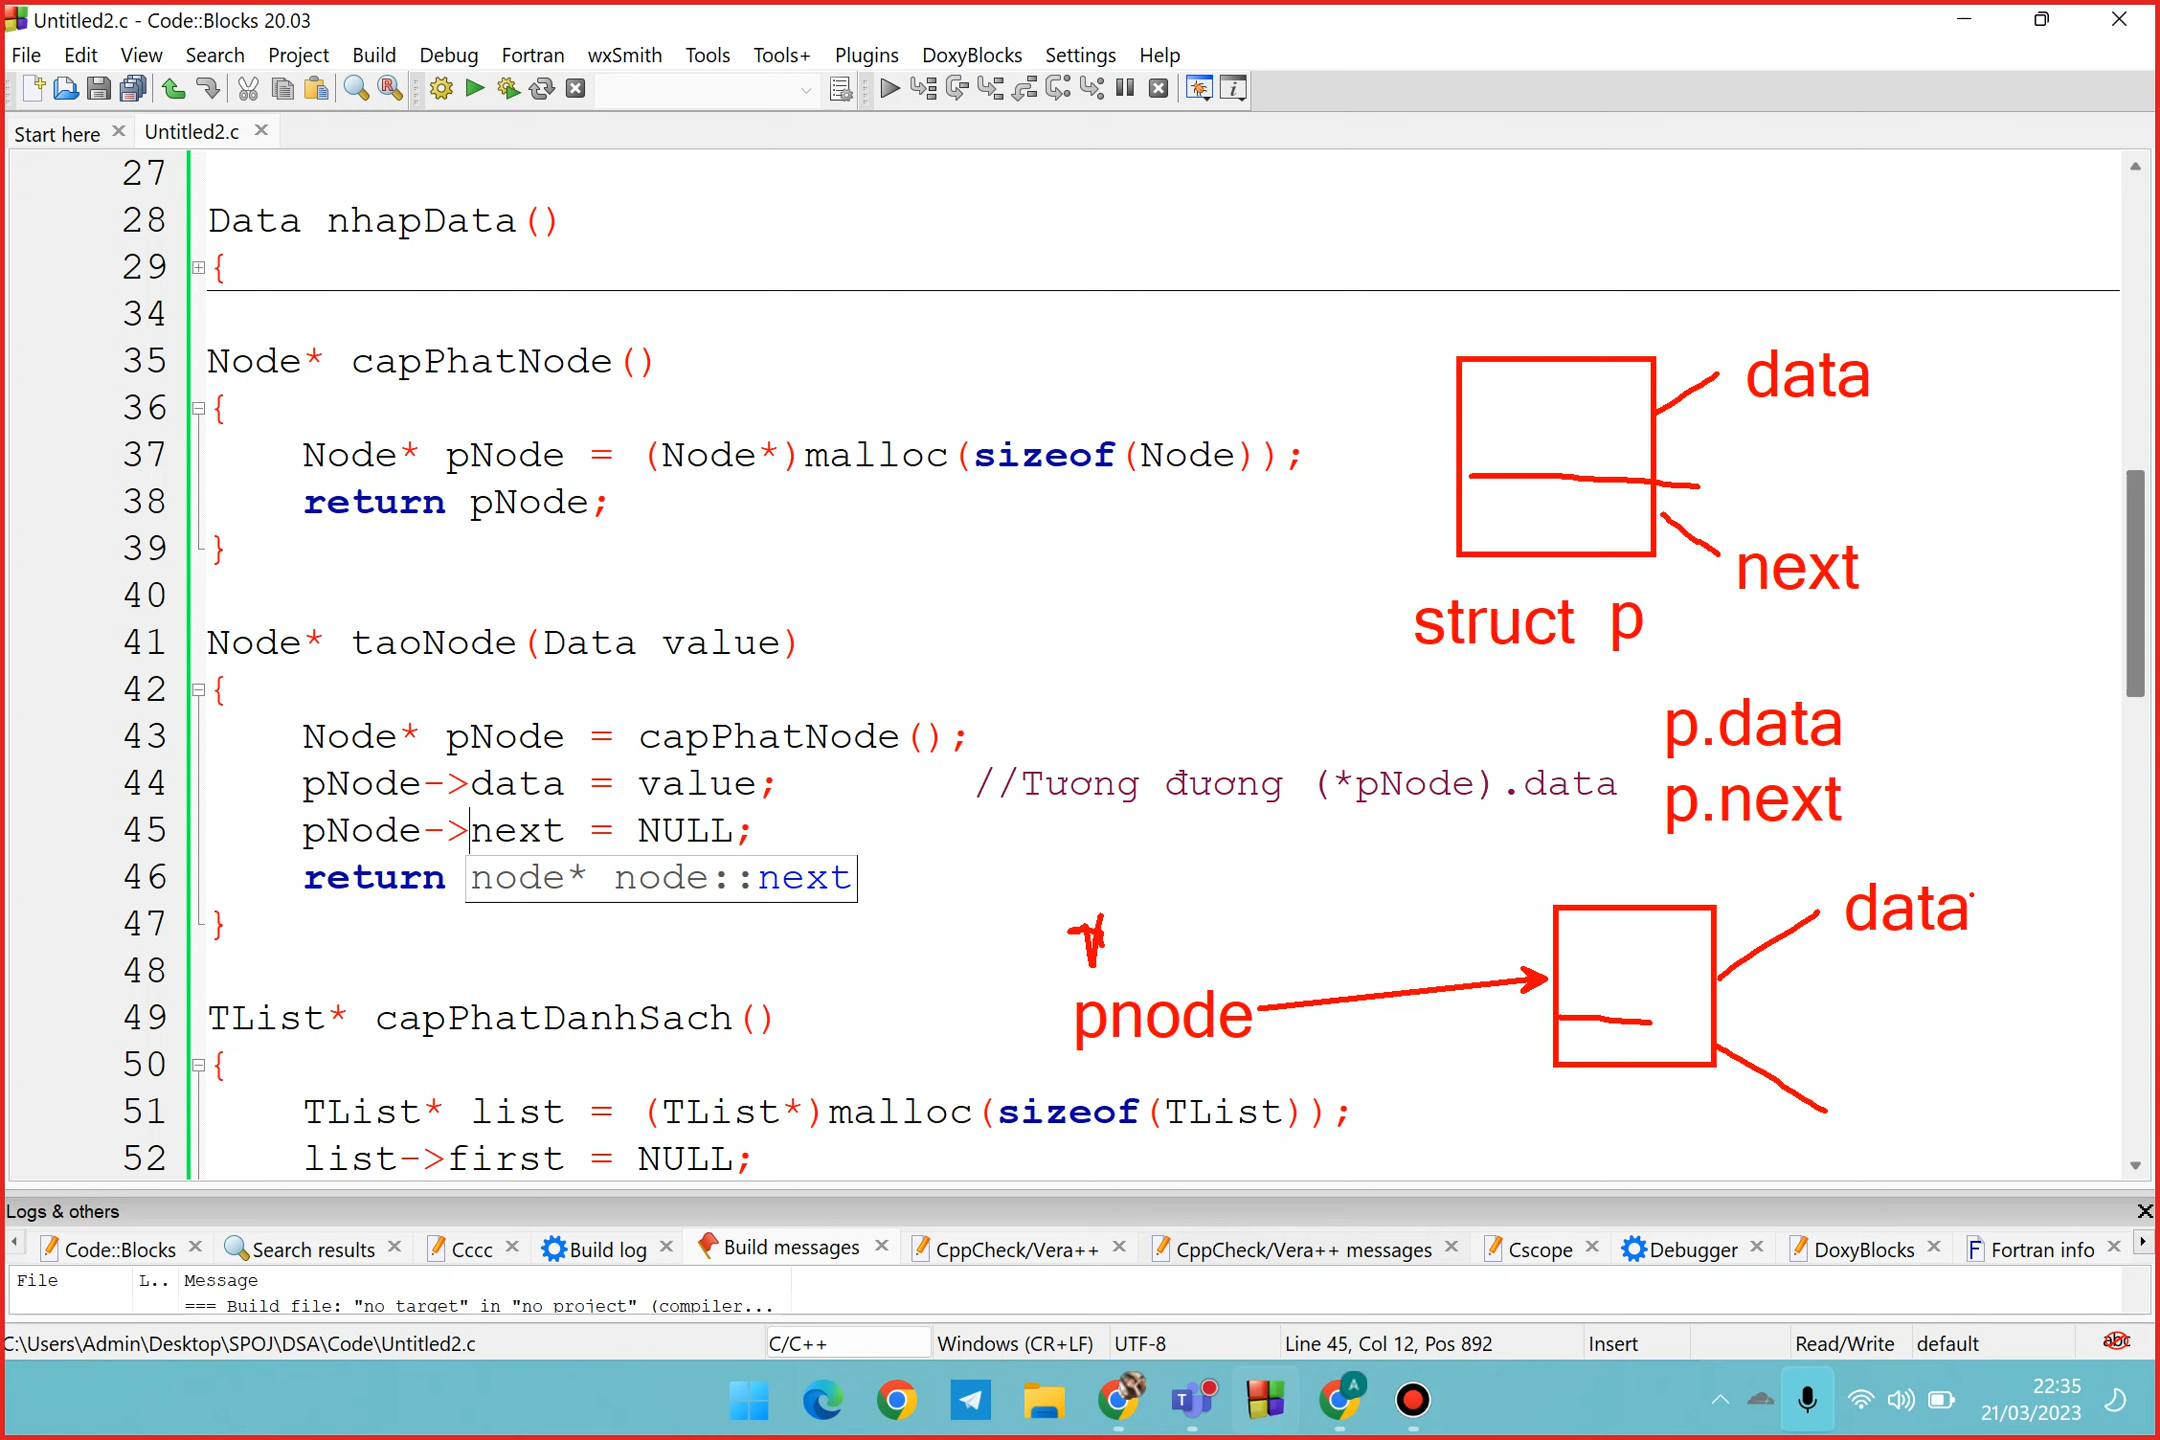 Untitled2.c - Code::Blocks 20.03
File Edit View Search Project Build Debug Fortran wxSmith Tools Tools+ Plugins DoxyBlocks Settings Help
Start here Untitled2.c
27
28 Data nhapData()
29 {
34
35 Node* capPhatNode()
36 {
37 Node* pNode = (Node*)malloc(sizeof(Node));
38 return pNode;
39 }
40
41 Node* taoNode(Data value)
42 {
43 Node* pNode = capPhatNode();
44 pNode->data = value; //Tương đương (*pNode).data
45 pNode->next = NULL;
46 return node* node::next
47 }
48
49 TList* capPhatDanhSach()
50 {
51 TList* list = (TList*)malloc(sizeof(TList));
52 list->first = NULL;
data
next
struct p
p.data
p.next
data
*
pnode
Logs & others
Code::Blocks Search results Cccc Build log Build messages CppCheck/Vera++ CppCheck/Vera++ messages Cscope Debugger DoxyBlocks Fortran info
File L.. Message
=== Build file: "no target" in "no project" (compiler...
C:\Users\Admin\Desktop\SPOJ\DSA\Code\Untitled2.c C/C++ Windows (CR+LF) UTF-8 Line 45, Col 12, Pos 892 Insert Read/Write default abc
22:35
21/03/2023